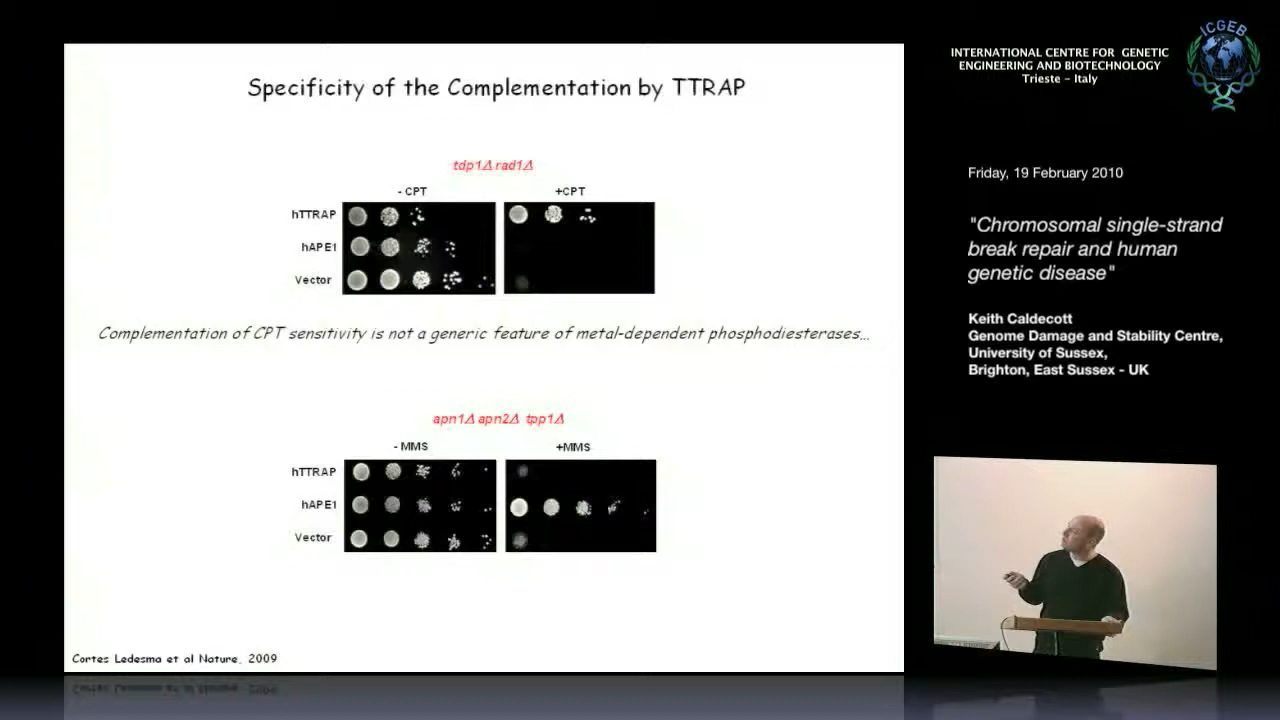 Specificity of the Complementation by TTRAP
tdp1Δ rad1Δ
- CPT
+CPT
hTTRAP
hAPE1
Vector
Complementation of CPT sensitivity is not a generic feature of metal-dependent phosphodiesterases...
apn1Δ apn2Δ tpp1Δ
- MMS
+MMS
hTTRAP
hAPE1
Vector
Cortes Ledesma et al Nature, 2009
INTERNATIONAL CENTRE FOR GENETIC
ENGINEERING AND BIOTECHNOLOGY
Trieste - Italy
ICGEB
Friday, 19 February 2010
"Chromosomal single-strand
break repair and human
genetic disease"
Keith Caldecott
Genome Damage and Stability Centre,
University of Sussex,
Brighton, East Sussex - UK